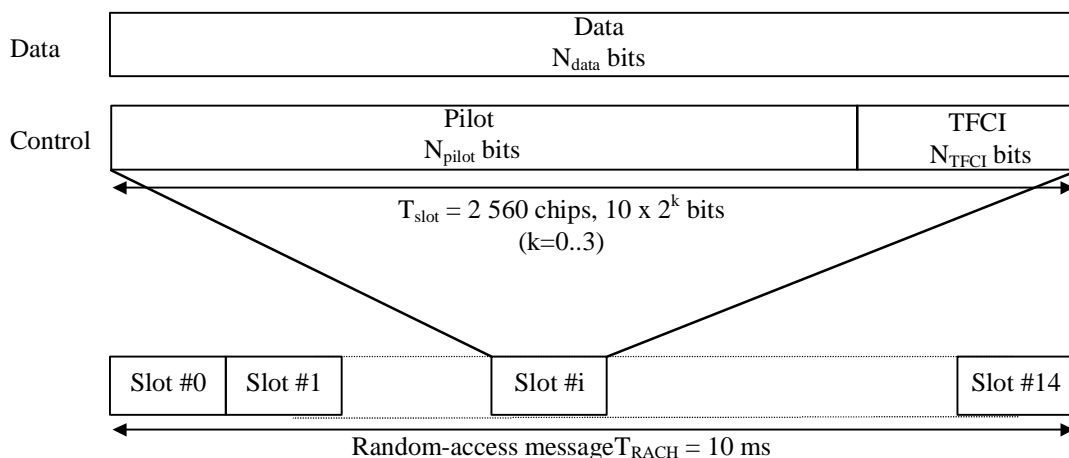 Data
Data
N_data bits
Control
Pilot
N_pilot bits
TFCI
N_TFCI bits
T_slot = 2 560 chips, 10 x 2^k bits
(k=0..3)
Slot #0
Slot #1
Slot #i
Slot #14
Random-access messageT_RACH = 10 ms